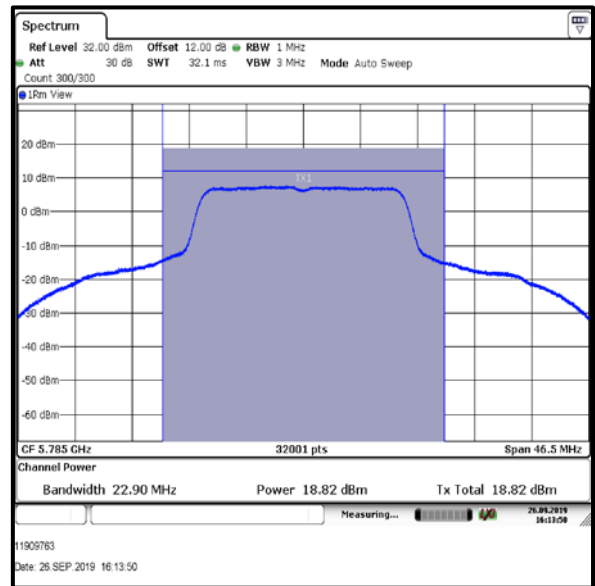 Spectrum
Ref Level 32.00 dBm Offset 12.00 dB RBW 1 MHz
Att 30 dB SWT 32.1 ms VBW 3 MHz Mode Auto Sweep
Count 300/300
1Rm View
20 dBm
TX1
10 dBm
0 dBm
-10 dBm
-20 dBm
-30 dBm
-40 dBm
-50 dBm
-60 dBm
CF 5.785 GHz 32001 pts Span 46.5 MHz
Channel Power
Bandwidth 22.90 MHz Power 18.82 dBm Tx Total 18.82 dBm
Measuring... 26.09.2019
16:13:50
11909763
Date: 26.SEP.2019 16:13:50